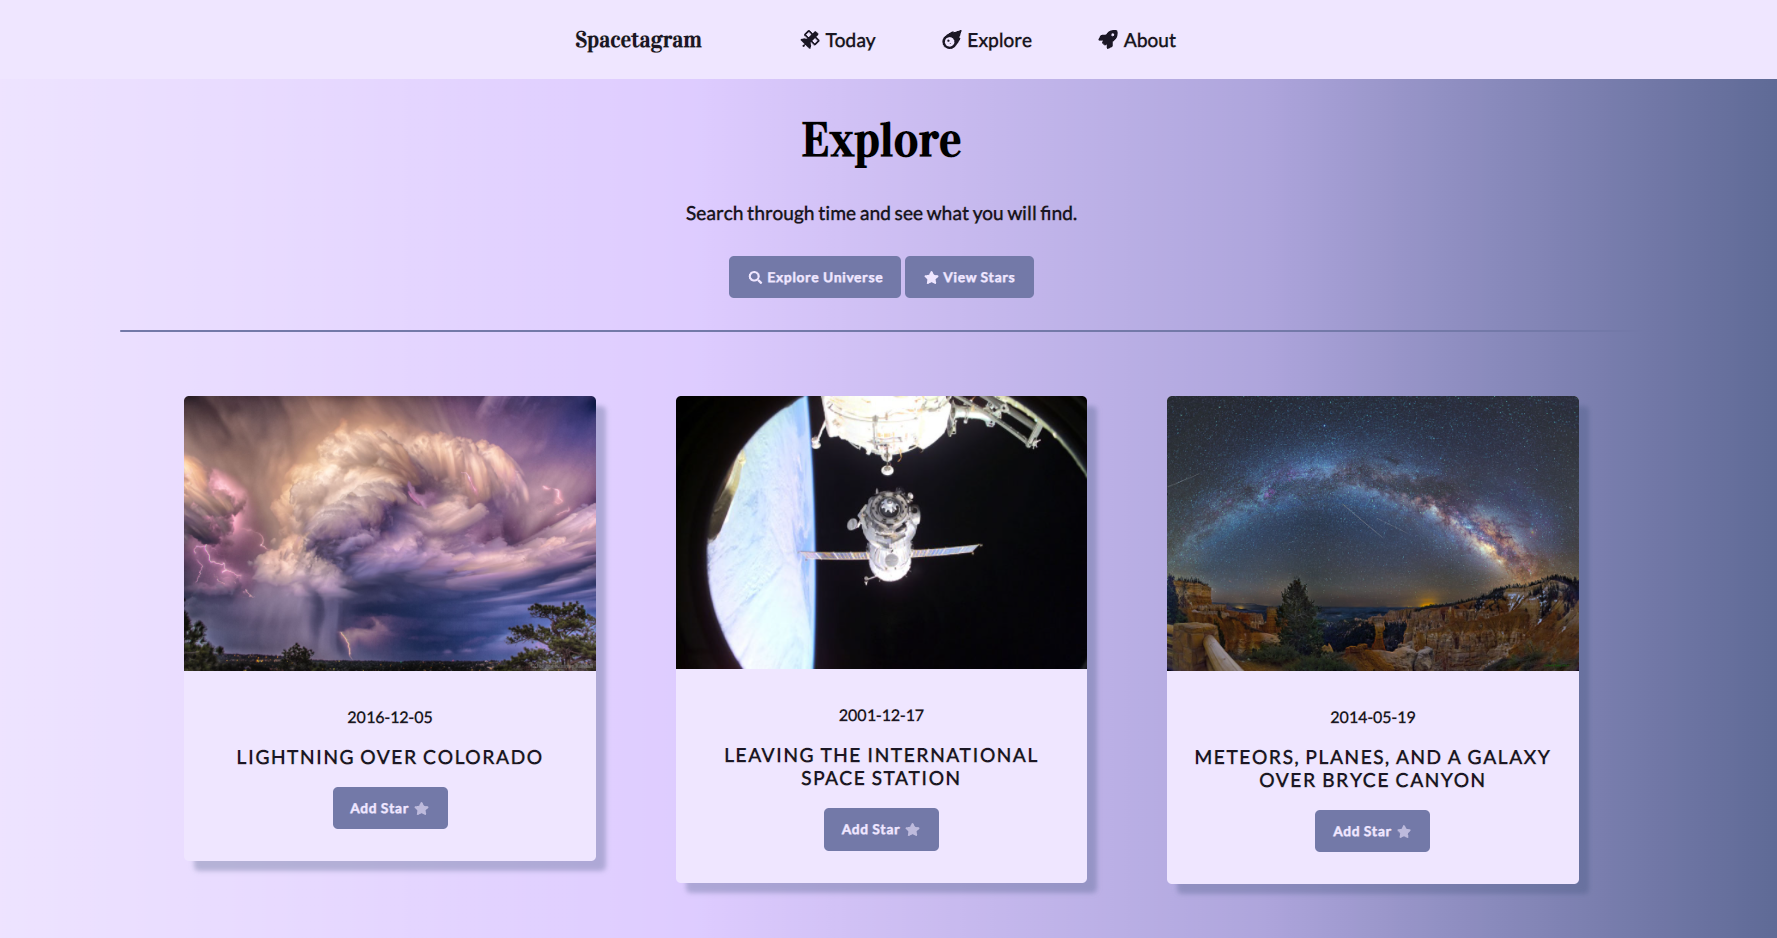 Spacetagram Today Explore About
Explore
Search through time and see what you will find.
Explore Universe View Stars
2016-12-05
LIGHTNING OVER COLORADO
Add Star
2001-12-17
LEAVING THE INTERNATIONAL
SPACE STATION
Add Star
2014-05-19
METEORS, PLANES, AND A GALAXY
OVER BRYCE CANYON
Add Star